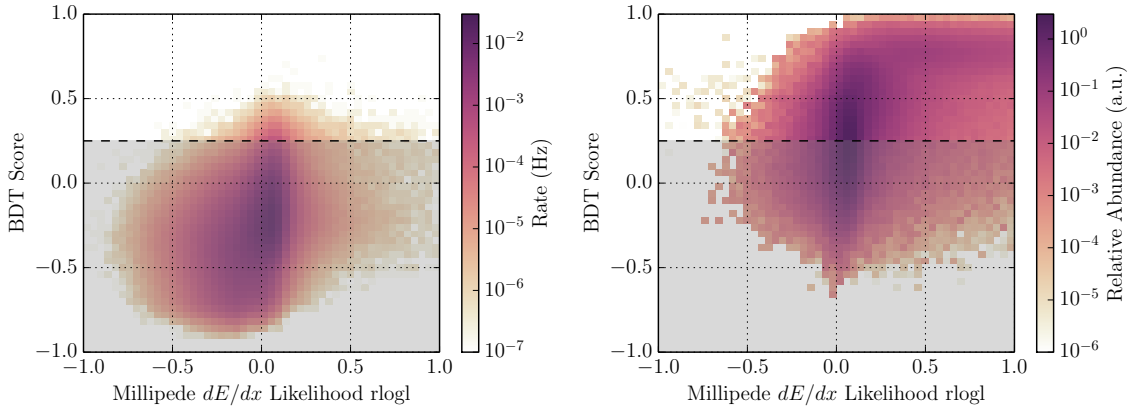 1.0
0.5
0.0
−0.5
−1.0
BDT Score
−1.0 −0.5 0.0 0.5 1.0
Millipede dE/dx Likelihood rlogl
10⁻²
10⁻³
10⁻⁴
10⁻⁵
10⁻⁶
10⁻⁷
Rate (Hz)
1.0
0.5
0.0
−0.5
−1.0
BDT Score
−1.0 −0.5 0.0 0.5 1.0
Millipede dE/dx Likelihood rlogl
10⁰
10⁻¹
10⁻²
10⁻³
10⁻⁴
10⁻⁵
10⁻⁶
Relative Abundance (a.u.)